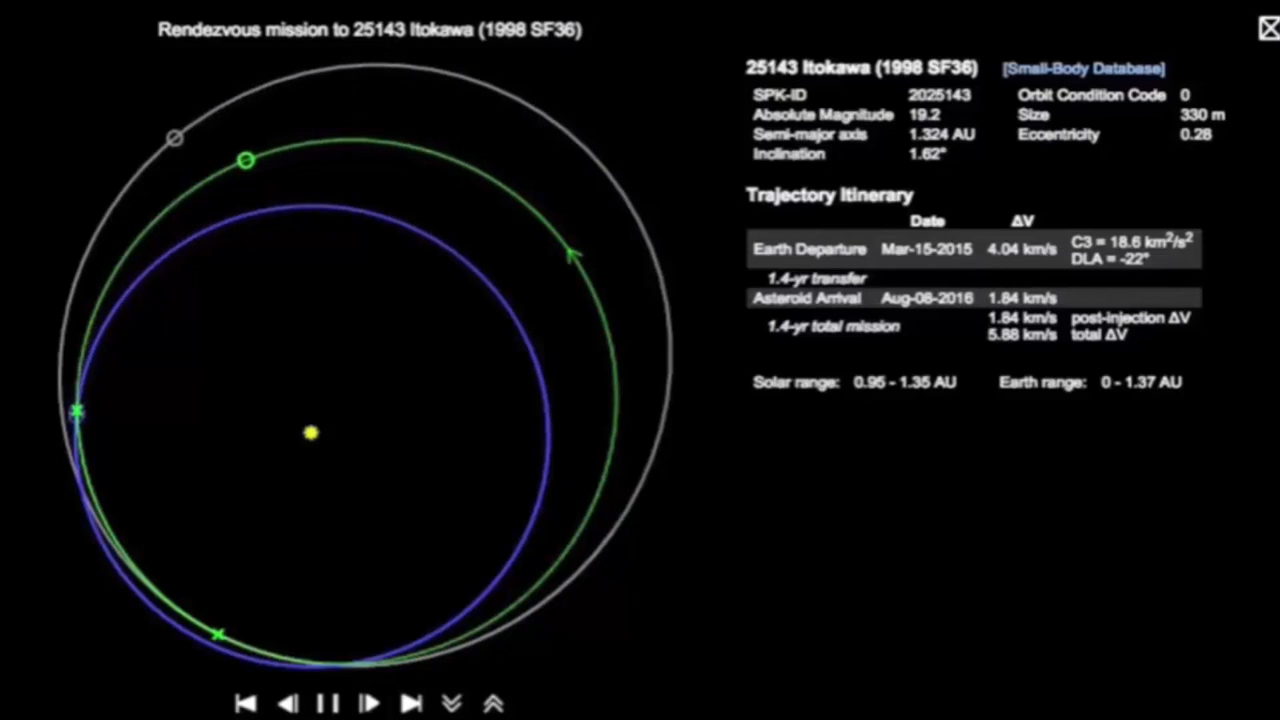 Rendezvous mission to 25143 Itokawa (1998 SF36)
25143 Itokawa (1998 SF36) [Small-Body Database]
SPK-ID 2025143 Orbit Condition Code 0
Absolute Magnitude 19.2 Size 330 m
Semi-major axis 1.324 AU Eccentricity 0.28
Inclination 1.62°
Trajectory Itinerary
Date ΔV
Earth Departure Mar-15-2015 4.04 km/s C3 = 18.6 km²/s²
DLA = -22°
1.4-yr transfer
Asteroid Arrival Aug-08-2016 1.84 km/s
1.4-yr total mission 1.84 km/s post-injection ΔV
5.88 km/s total ΔV
Solar range: 0.95 - 1.35 AU Earth range: 0 - 1.37 AU